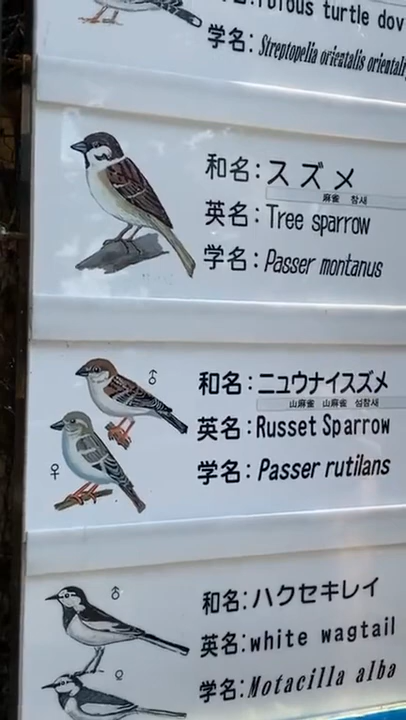 rufous turtle dov
学名:Streptopelia orientalis orientali
和名:スズメ
麻雀 참새
英名:Tree sparrow
学名:Passer montanus
♂
和名:ニュウナイスズメ
山麻雀 山麻雀 섬참새
英名:Russet Sparrow
♀
学名:Passer rutilans
♂
和名:ハクセキレイ
英名:white wagtail
♀
学名:Motacilla alba